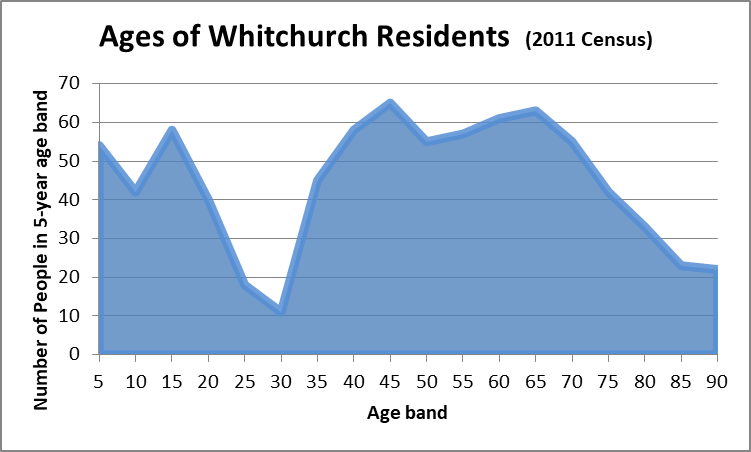 Ages of Whitchurch Residents (2011 Census)
Number of People in 5-year age band
70
60
50
40
30
20
10
0
5 10 15 20 25 30 35 40 45 50 55 60 65 70 75 80 85 90
Age band